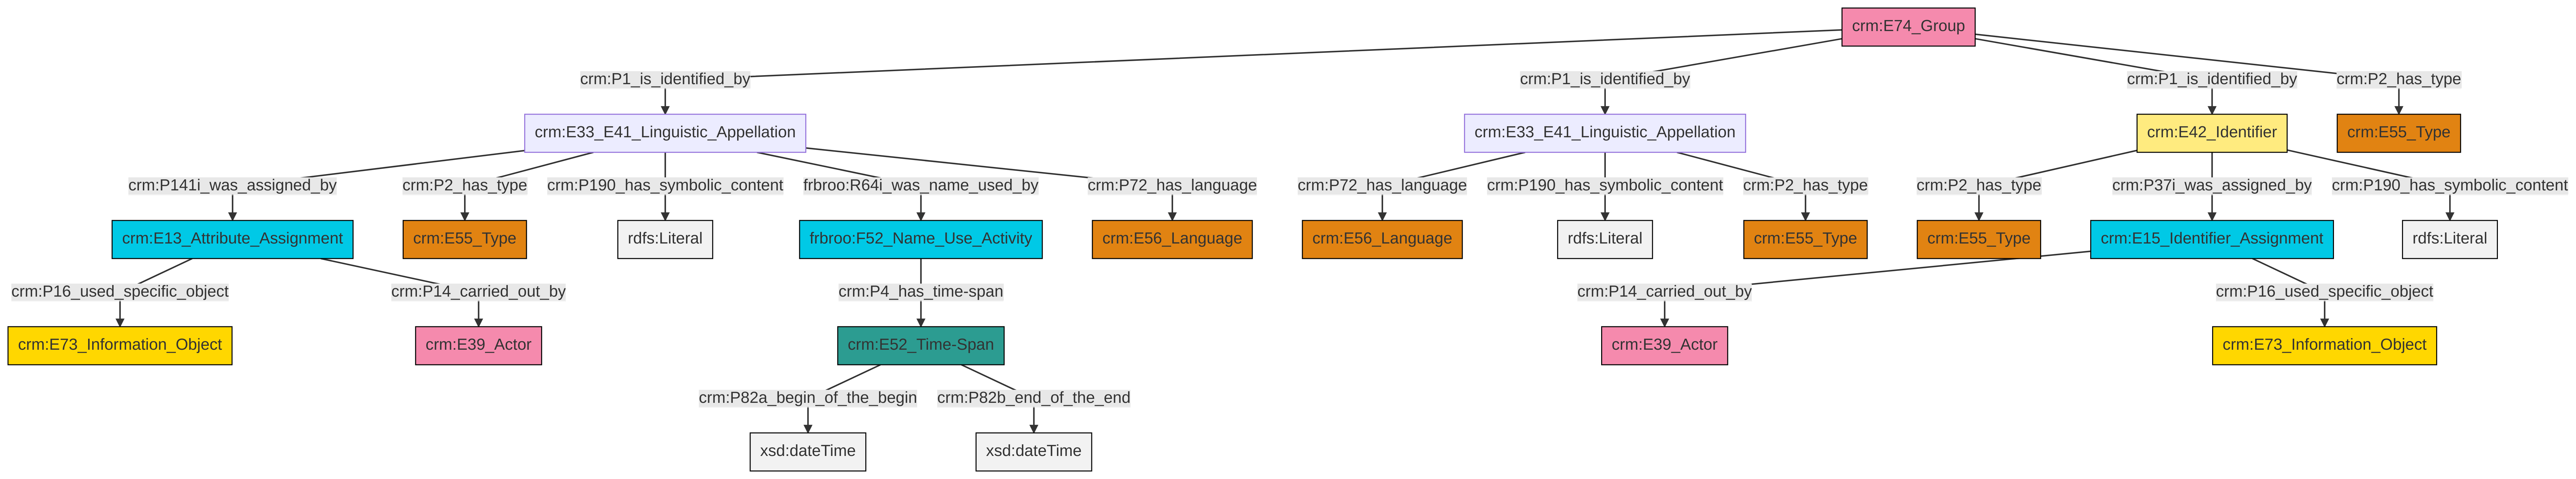 crm:E74_Group
crm:P1_is_identified_by
crm:P1_is_identified_by
crm:P1_is_identified_by
crm:P2_has_type
crm:E33_E41_Linguistic_Appellation
crm:E33_E41_Linguistic_Appellation
crm:E42_Identifier
crm:E55_Type
crm:P141i_was_assigned_by
crm:P2_has_type
crm:P190_has_symbolic_content
frbroo:R64i_was_name_used_by
crm:P72_has_language
crm:P72_has_language
crm:P190_has_symbolic_content
crm:P2_has_type
crm:P2_has_type
crm:P37i_was_assigned_by
crm:P190_has_symbolic_content
crm:E13_Attribute_Assignment
crm:E55_Type
rdfs:Literal
frbroo:F52_Name_Use_Activity
crm:E56_Language
crm:E56_Language
rdfs:Literal
crm:E55_Type
crm:E55_Type
crm:E15_Identifier_Assignment
rdfs:Literal
crm:P16_used_specific_object
crm:P14_carried_out_by
crm:P4_has_time-span
crm:P14_carried_out_by
crm:P16_used_specific_object
crm:E73_Information_Object
crm:E39_Actor
crm:E52_Time-Span
crm:E39_Actor
crm:E73_Information_Object
crm:P82a_begin_of_the_begin
crm:P82b_end_of_the_end
xsd:dateTime
xsd:dateTime